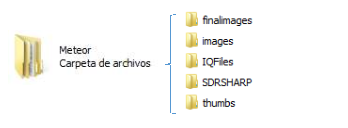 Meteor
Carpeta de archivos
finalimages
images
IQFiles
SDRSHARP
thumbs